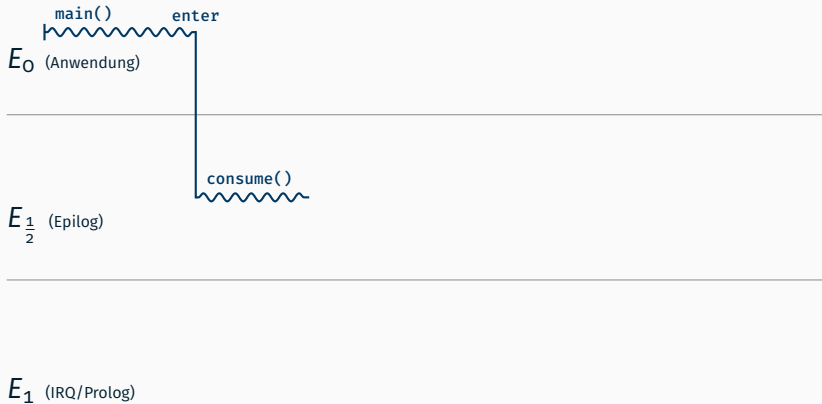 main() enter
E0 (Anwendung)
consume()
E1/2 (Epilog)
E1 (IRQ/Prolog)